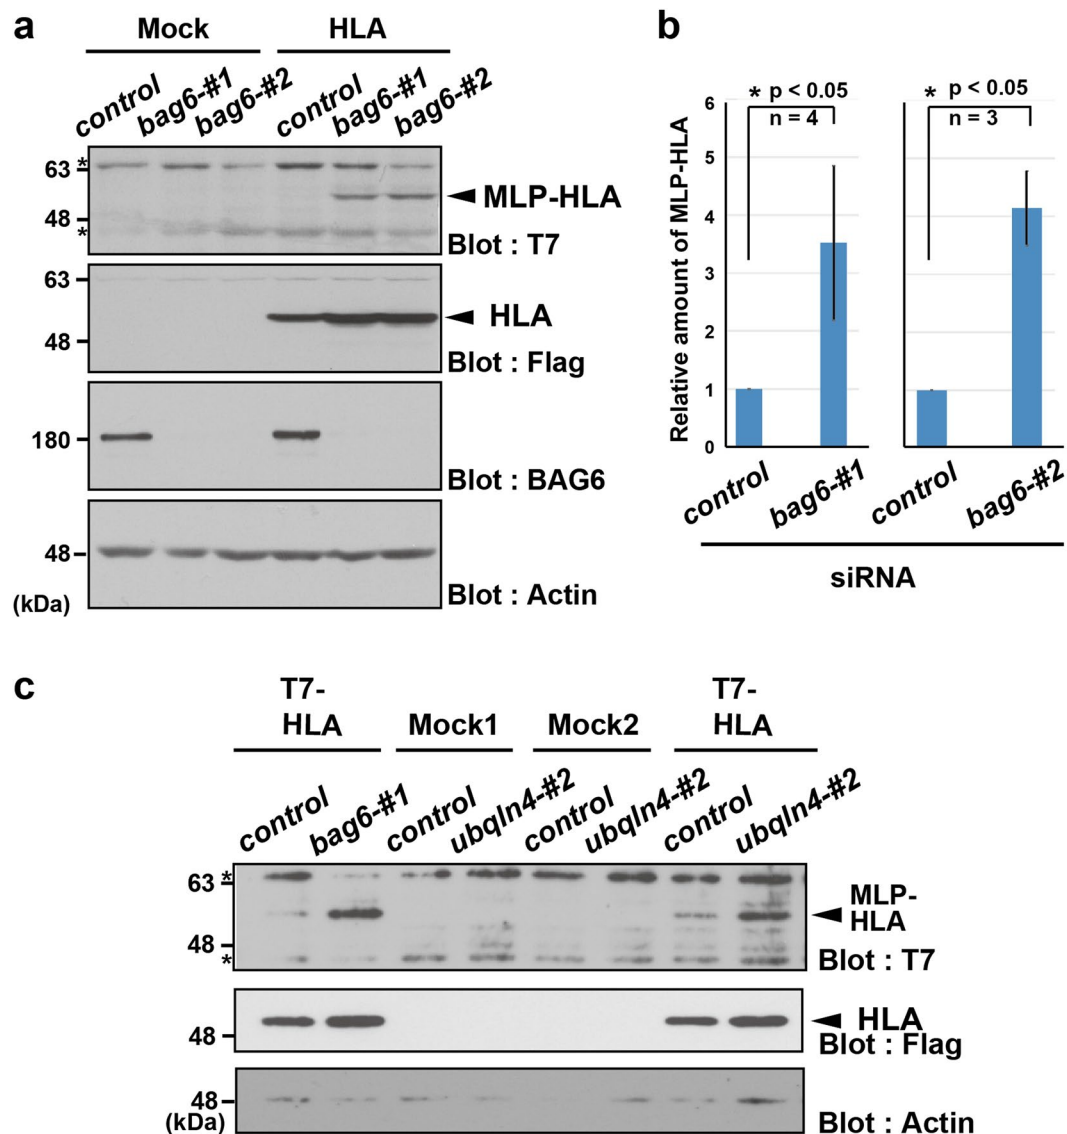 a
Mock HLA
control bag6-#1 bag6-#2 control bag6-#1 bag6-#2
63 *
MLP-HLA
48
*
Blot : T7
63
HLA
48
Blot : Flag
180
Blot : BAG6
48
(kDa)
Blot : Actin
b
* p < 0.05
n = 4
* p < 0.05
n = 3
Relative amount of MLP-HLA
6
5
4
3
2
1
0
control bag6-#1 control bag6-#2
siRNA
c
T7-
HLA
Mock1 Mock2
T7-
HLA
control bag6-#1 control ubqln4-#2 control ubqln4-#2 control ubqln4-#2
63 *
MLP-
HLA
48
*
Blot : T7
HLA
48
Blot : Flag
48
(kDa)
Blot : Actin